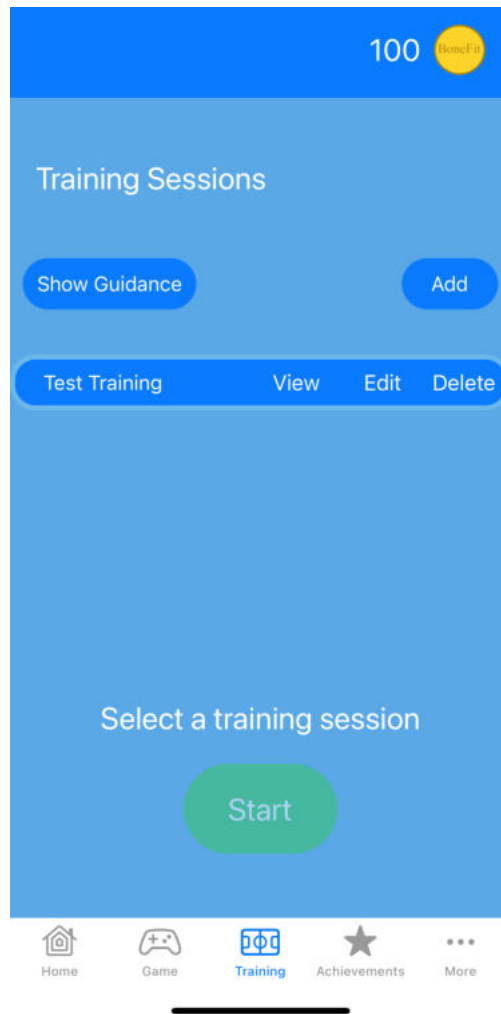 100 BoneFit
Training Sessions
Show Guidance Add
Test Training View Edit Delete
Select a training session
Start
Home Game Training Achievements More